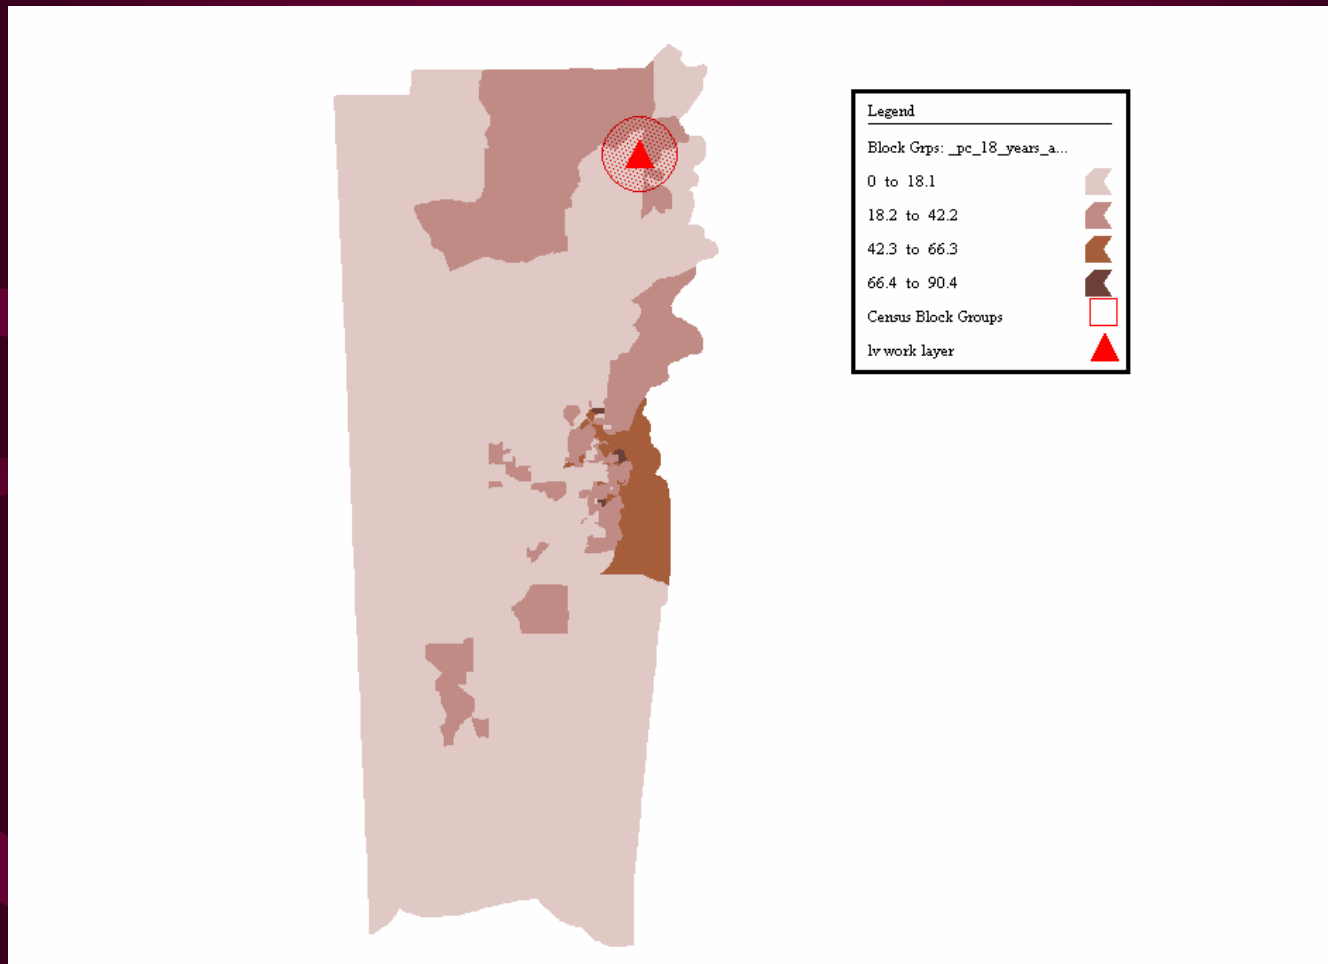 Legend
Block Grps: _pc_18_years_a...
0 to 18.1
18.2 to 42.2
42.3 to 66.3
66.4 to 90.4
Census Block Groups
lv work layer